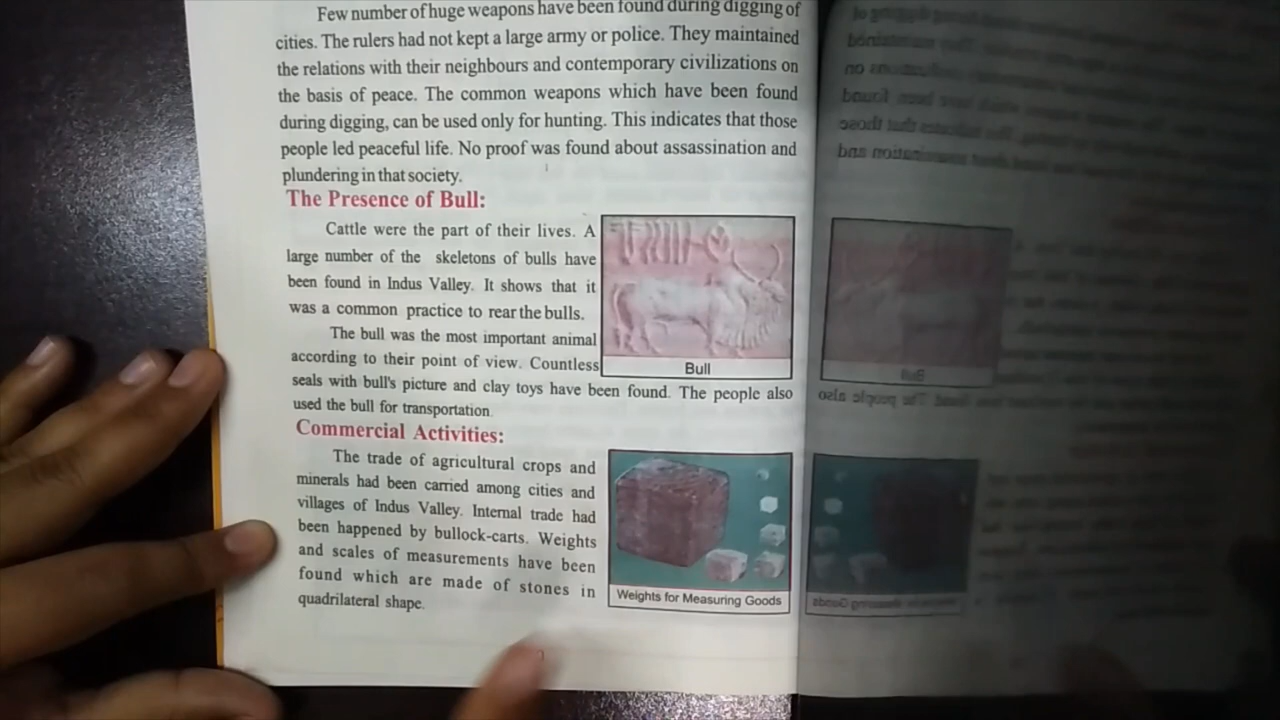 Few number of huge weapons have been found during digging of
cities. The rulers had not kept a large army or police. They maintained
the relations with their neighbours and contemporary civilizations on
the basis of peace. The common weapons which have been found
during digging, can be used only for hunting. This indicates that those
people led peaceful life. No proof was found about assassination and
plundering in that society.
The Presence of Bull:
Cattle were the part of their lives. A
large number of the skeletons of bulls have
been found in Indus Valley. It shows that it
was a common practice to rear the bulls.
The bull was the most important animal
according to their point of view. Countless
seals with bull's picture and clay toys have been found. The people also
used the bull for transportation.
Bull
Commercial Activities:
The trade of agricultural crops and
minerals had been carried among cities and
villages of Indus Valley. Internal trade had
been happened by bullock-carts. Weights
and scales of measurements have been
found which are made of stones in
quadrilateral shape.
Weights for Measuring Goods